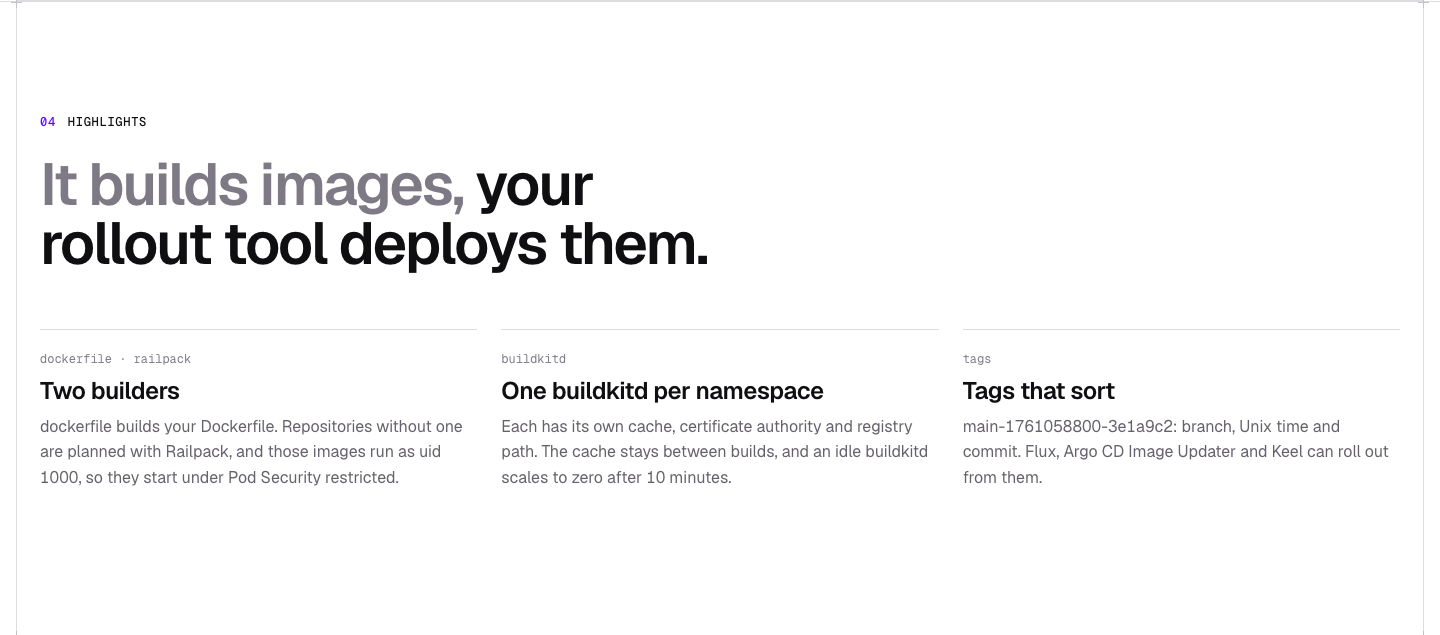 04 HIGHLIGHTS
It builds images, your
rollout tool deploys them.
dockerfile · railpack
Two builders
dockerfile builds your Dockerfile. Repositories without one
are planned with Railpack, and those images run as uid
1000, so they start under Pod Security restricted.
buildkitd
One buildkitd per namespace
Each has its own cache, certificate authority and registry
path. The cache stays between builds, and an idle buildkitd
scales to zero after 10 minutes.
tags
Tags that sort
main-1761058800-3e1a9c2: branch, Unix time and
commit. Flux, Argo CD Image Updater and Keel can roll out
from them.